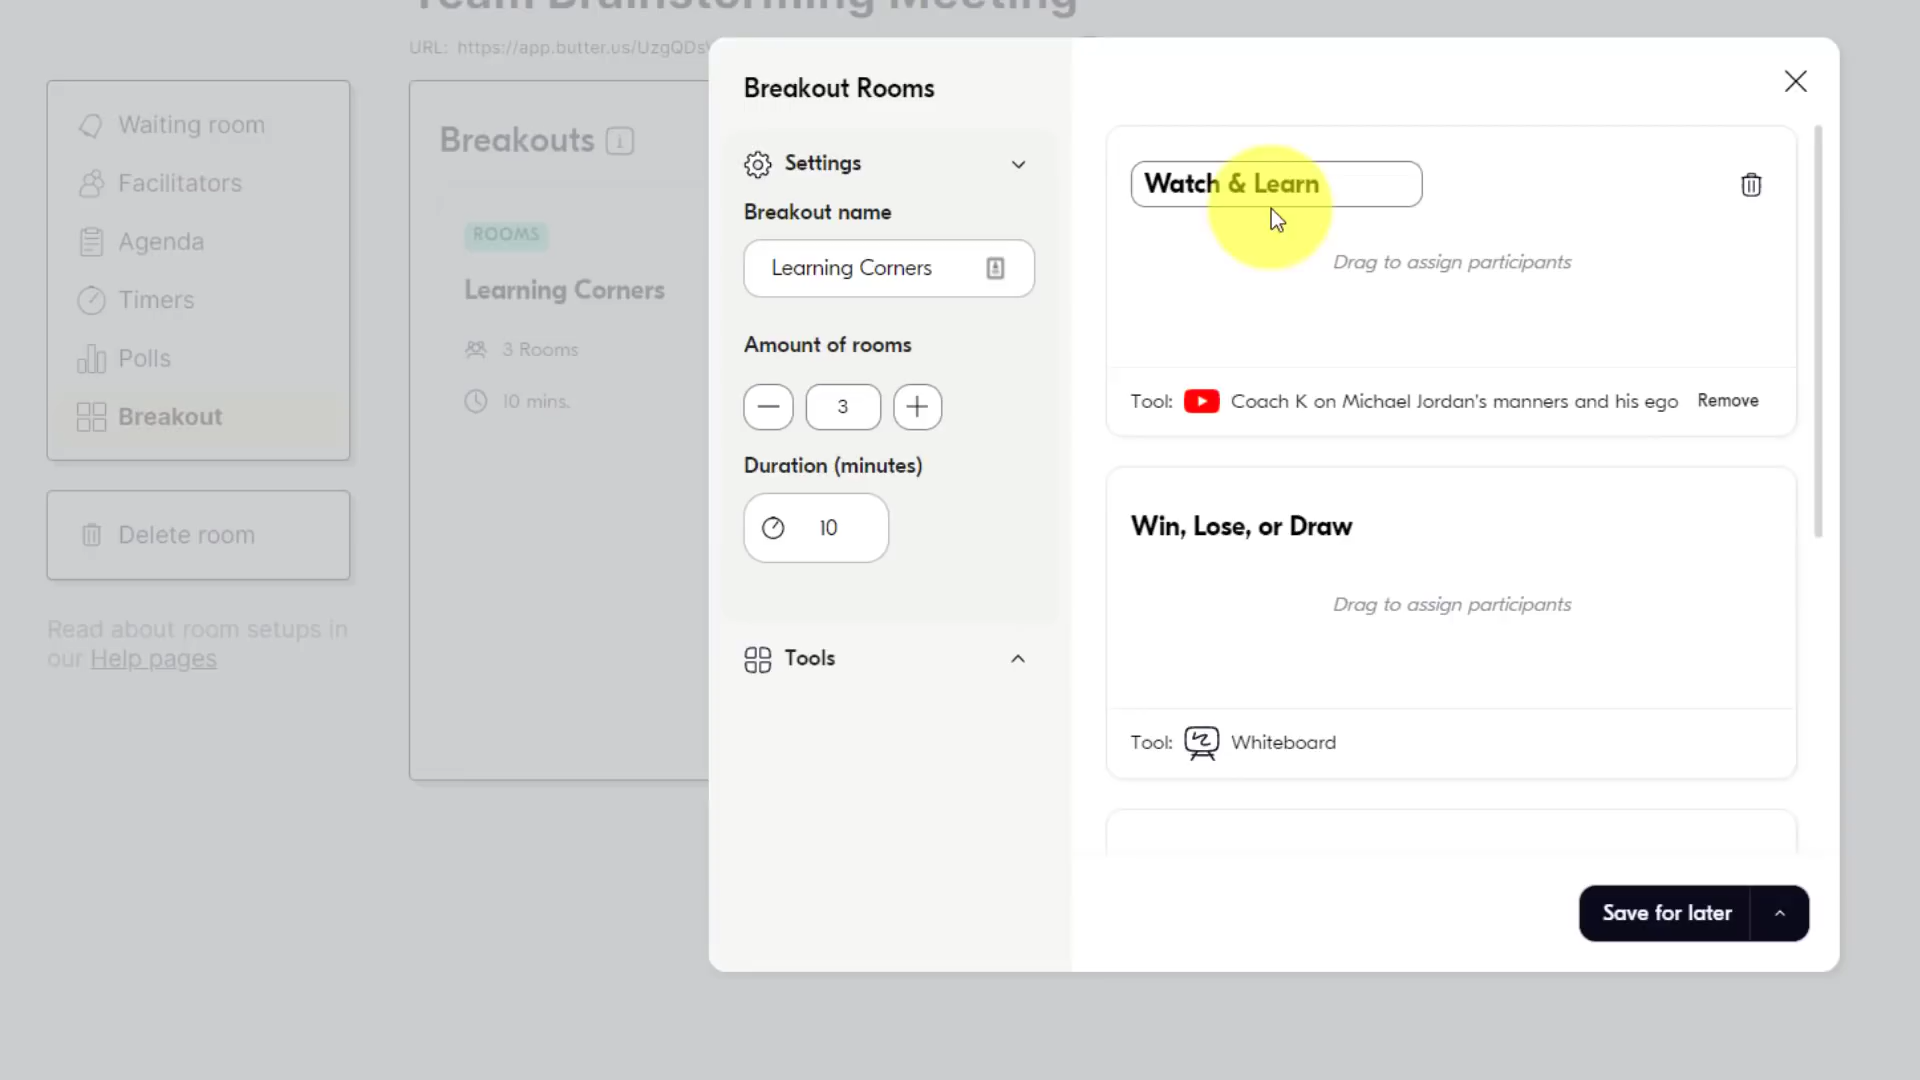 Team Brainstorming Meeting
URL: https://app.butter.us/UzgQDs
Waiting room
Facilitators
Agenda
Timers
Polls
Breakout
Delete room
Read about room setups in
our Help pages
Breakouts
ROOMS
Learning Corners
3 Rooms
10 mins.
Breakout Rooms
Settings
Breakout name
Learning Corners
Amount of rooms
3
Duration (minutes)
10
Tools
Watch & Learn
Drag to assign participants
Tool: Coach K on Michael Jordan's manners and his ego Remove
Win, Lose, or Draw
Drag to assign participants
Tool: Whiteboard
Save for later